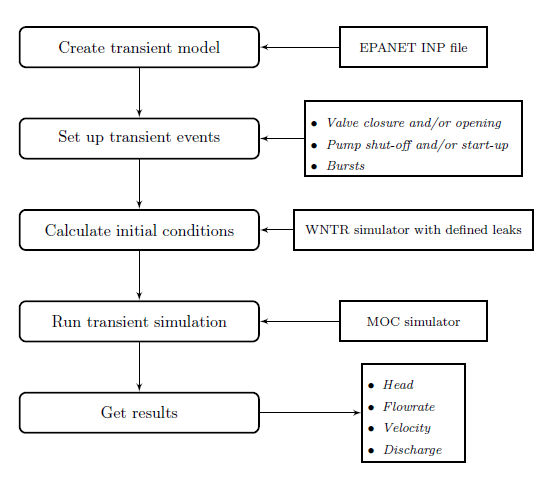 Create transient model
EPANET INP file
Set up transient events
• Valve closure and/or opening
• Pump shut-off and/or start-up
• Bursts
Calculate initial conditions
WNTR simulator with defined leaks
Run transient simulation
MOC simulator
Get results
• Head
• Flowrate
• Velocity
• Discharge